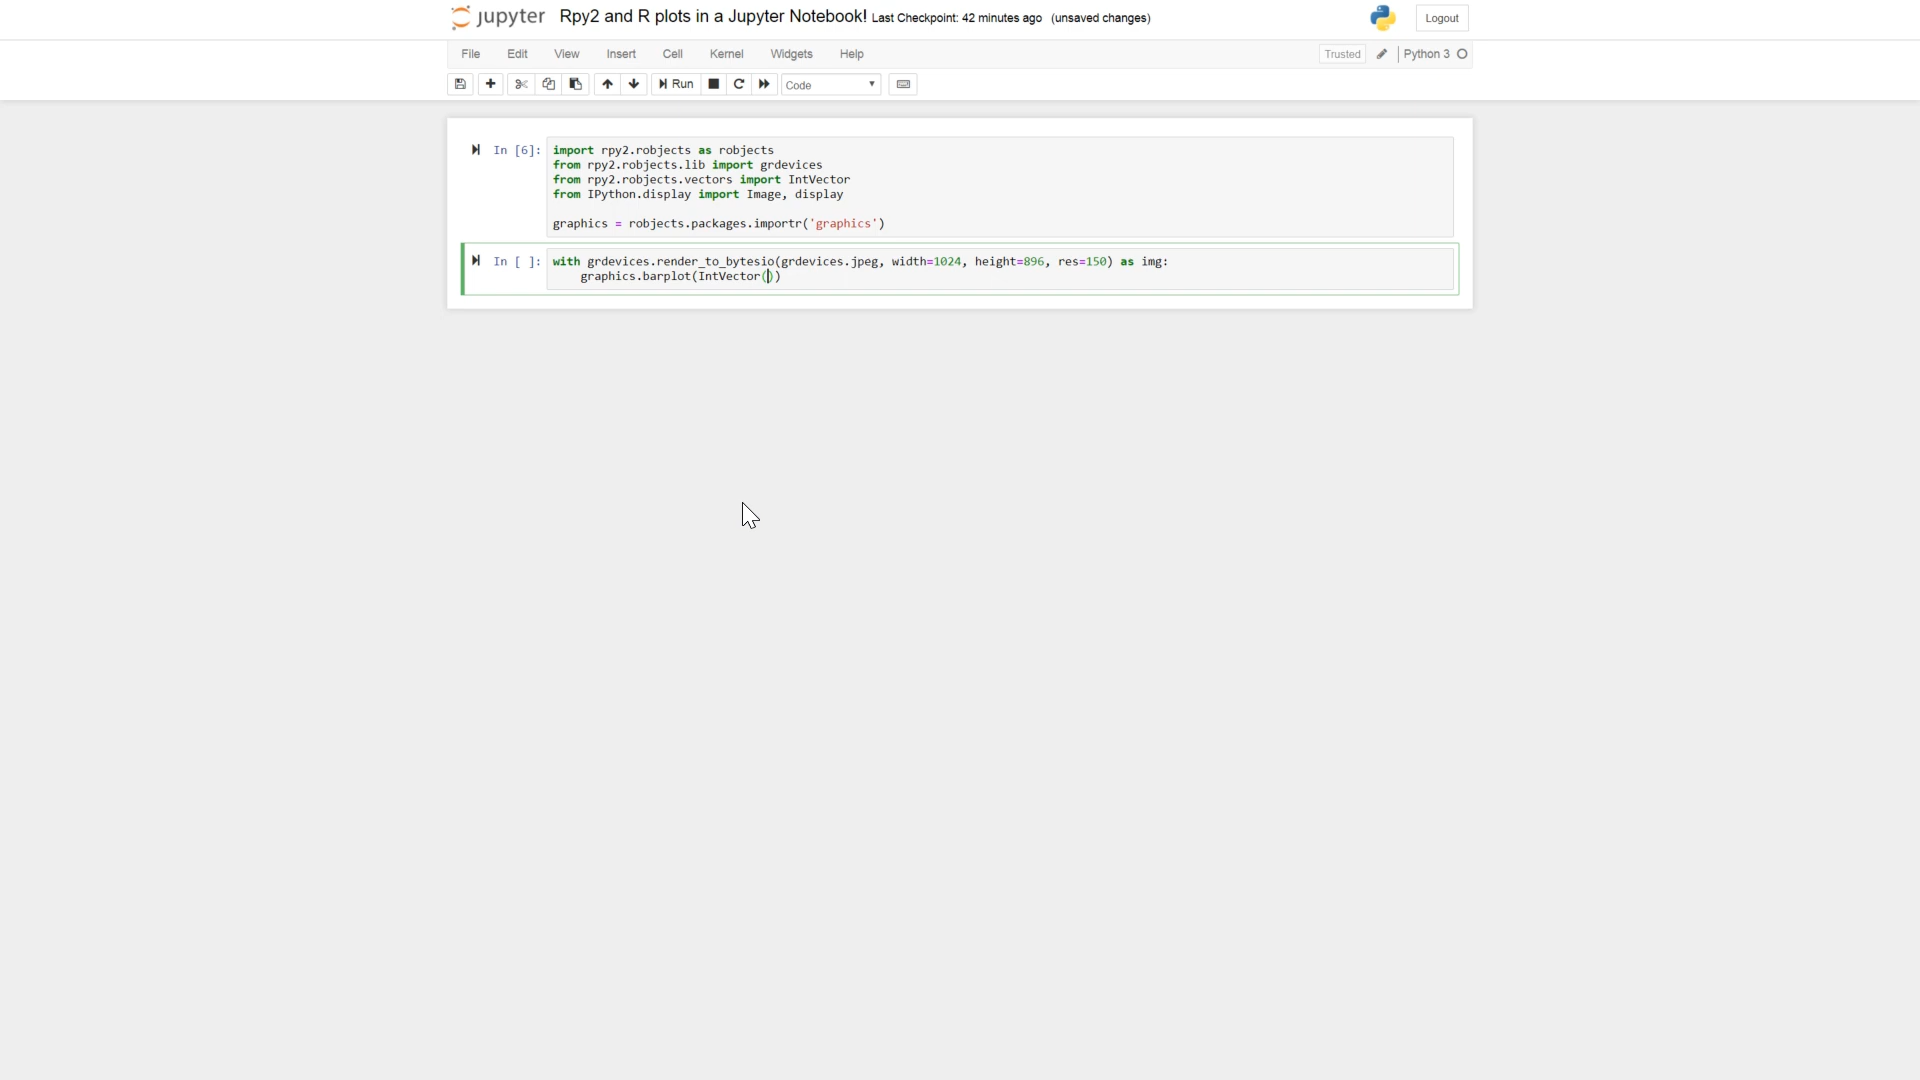 jupyter Rpy2 and R plots in a Jupyter Notebook! Last Checkpoint: 42 minutes ago (unsaved changes) Logout
File Edit View Insert Cell Kernel Widgets Help Trusted Python 3
Run Code
In [6]: import rpy2.robjects as robjects
from rpy2.robjects.lib import grdevices
from rpy2.robjects.vectors import IntVector
from IPython.display import Image, display
graphics = robjects.packages.importr('graphics')
In [ ]: with grdevices.render_to_bytesio(grdevices.jpeg, width=1024, height=896, res=150) as img:
graphics.barplot(IntVector())